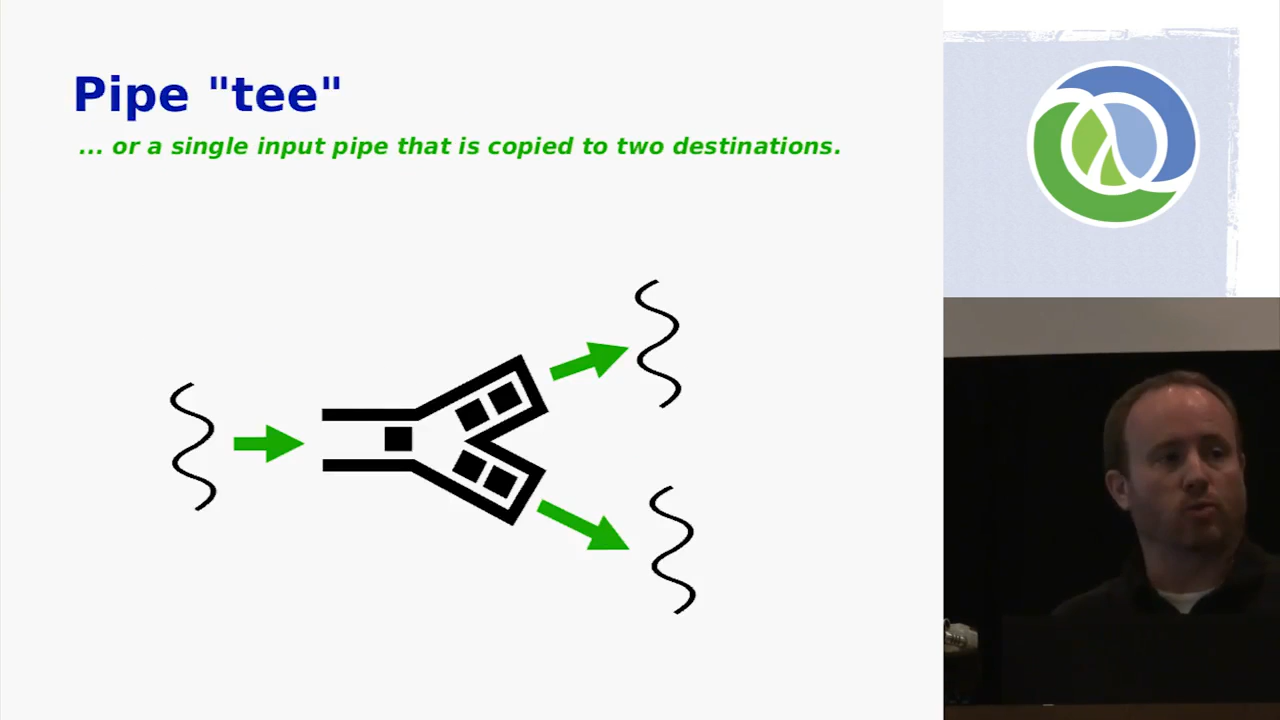 Pipe "tee"
... or a single input pipe that is copied to two destinations.